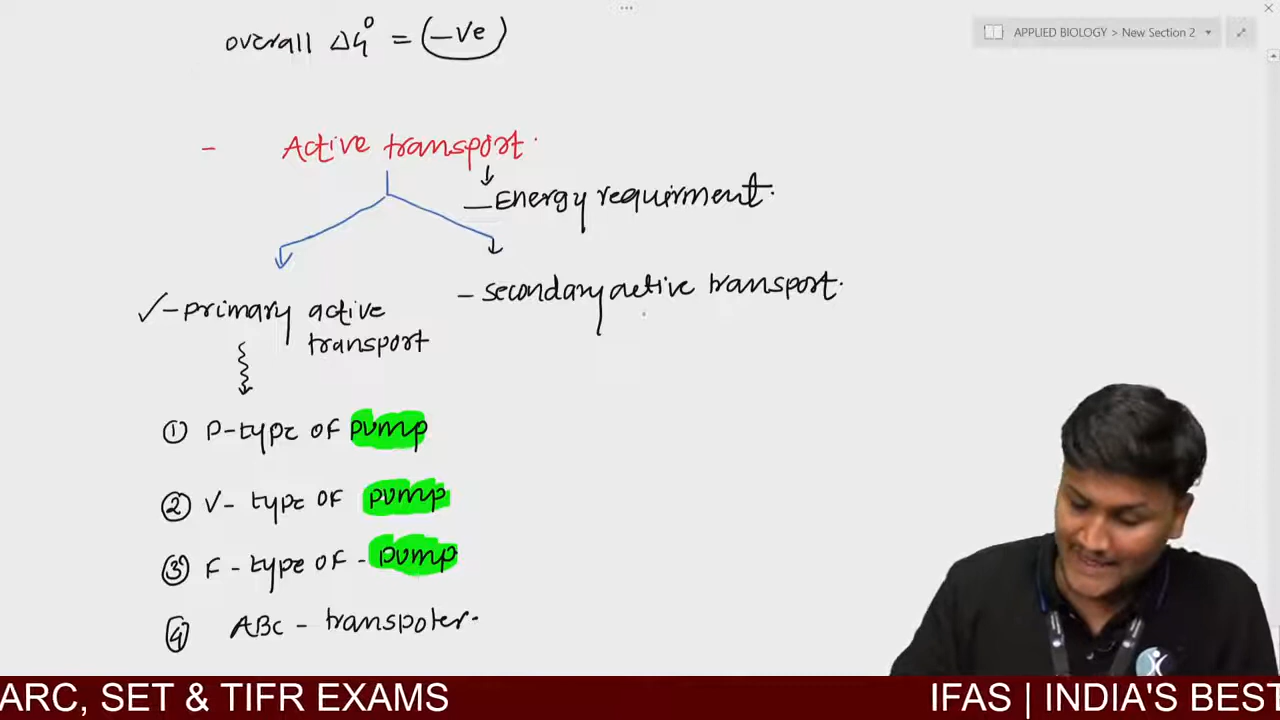 overall ΔG° = (-ve)
APPLIED BIOLOGY > New Section 2
- Active transport.
- Energy requirment.
✓ - primary active transport
- secondary active transport.
① P-type of pump
② V- type of pump
③ F - type of - pump
④ ABC - transpoter.
ARC, SET & TIFR EXAMS
IFAS | INDIA'S BEST